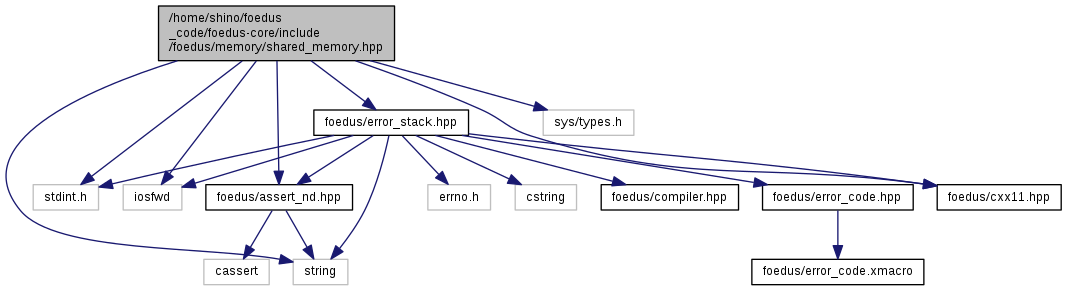 /home/shino/foedus
_code/foedus-core/include
/foedus/memory/shared_memory.hpp
foedus/error_stack.hpp
sys/types.h
stdint.h
iosfwd
foedus/assert_nd.hpp
errno.h
cstring
foedus/compiler.hpp
foedus/error_code.hpp
foedus/cxx11.hpp
cassert
string
foedus/error_code.xmacro